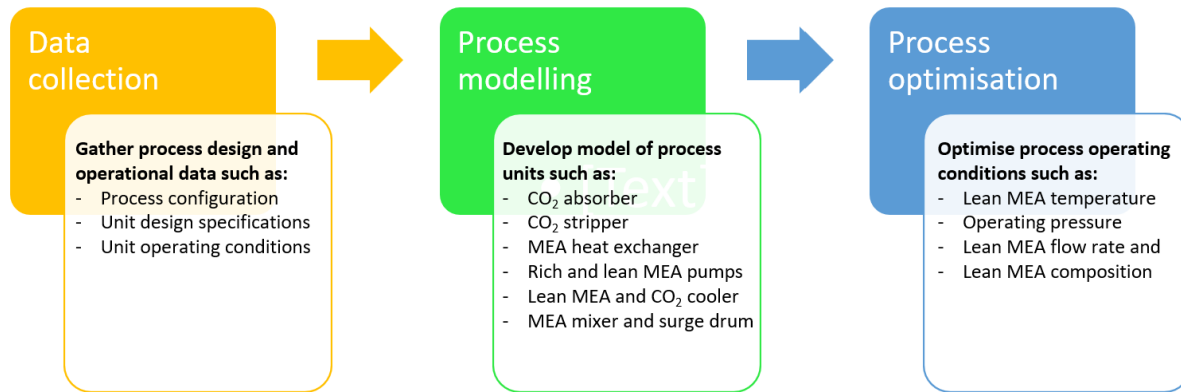 Data
collection
Gather process design and
operational data such as:
- Process configuration
- Unit design specifications
- Unit operating conditions
Process
modelling
Text
Develop model of process
units such as:
- CO₂ absorber
- CO₂ stripper
- MEA heat exchanger
- Rich and lean MEA pumps
- Lean MEA and CO₂ cooler
- MEA mixer and surge drum
Process
optimisation
Optimise process operating
conditions such as:
- Lean MEA temperature
- Operating pressure
- Lean MEA flow rate and
- Lean MEA composition